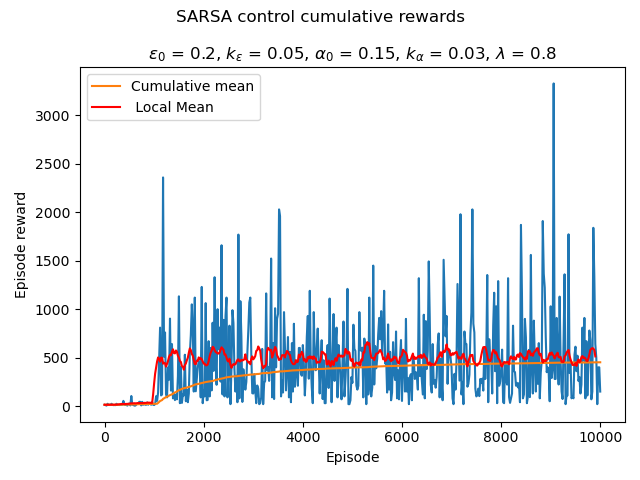 SARSA control cumulative rewards
ε₀ = 0.2, kε = 0.05, α₀ = 0.15, kα = 0.03, λ = 0.8
Cumulative mean
Local Mean
3000
2500
2000
1500
1000
500
0
Episode reward
0 2000 4000 6000 8000 10000
Episode